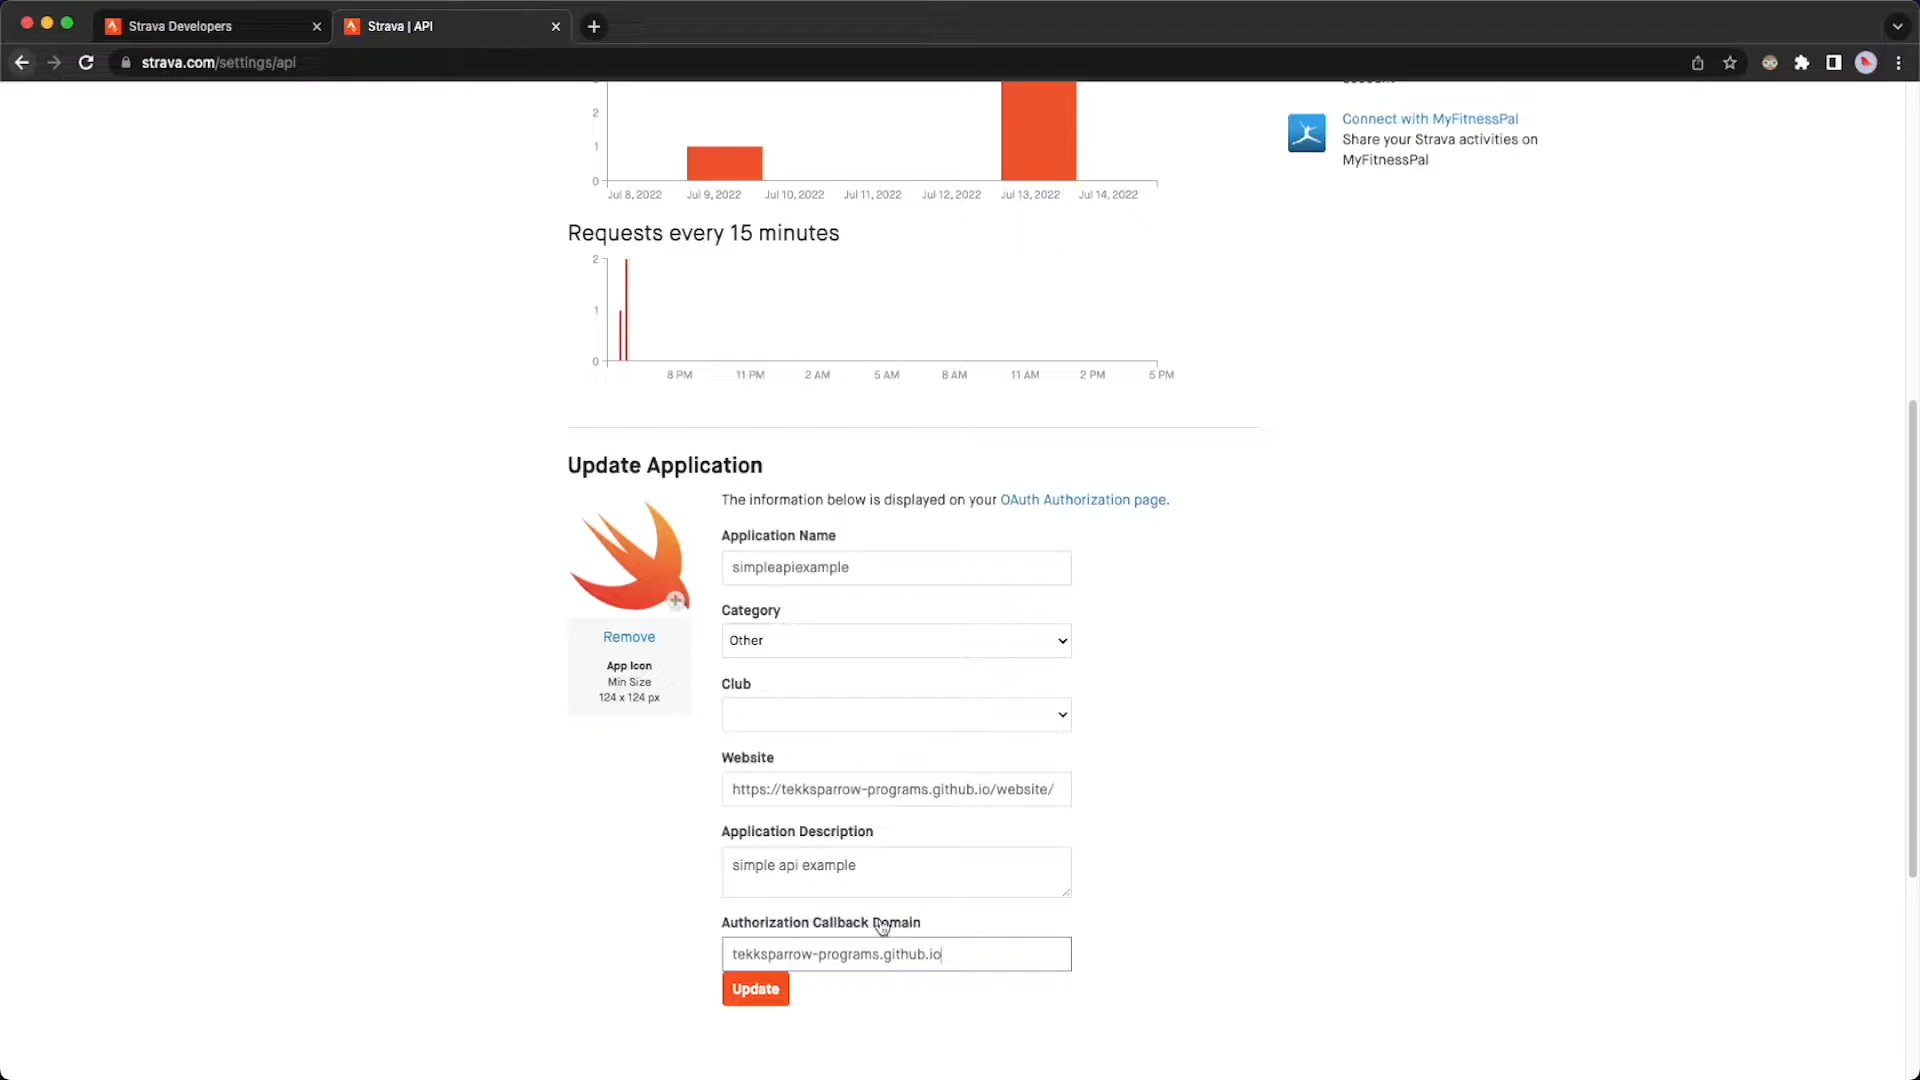 Strava Developers
Strava | API
strava.com/settings/api
2
1
0
Jul 8, 2022
Jul 9, 2022
Jul 10, 2022
Jul 11, 2022
Jul 12, 2022
Jul 13, 2022
Jul 14, 2022
Connect with MyFitnessPal
Share your Strava activities on
MyFitnessPal
Requests every 15 minutes
2
1
0
8 PM
11 PM
2 AM
5 AM
8 AM
11 AM
2 PM
5 PM
Update Application
The information below is displayed on your OAuth Authorization page.
Remove
App Icon
Min Size
124 x 124 px
Application Name
simpleapiexample
Category
Other
Club
Website
https://tekksparrow-programs.github.io/website/
Application Description
simple api example
Authorization Callback Domain
tekksparrow-programs.github.io
Update